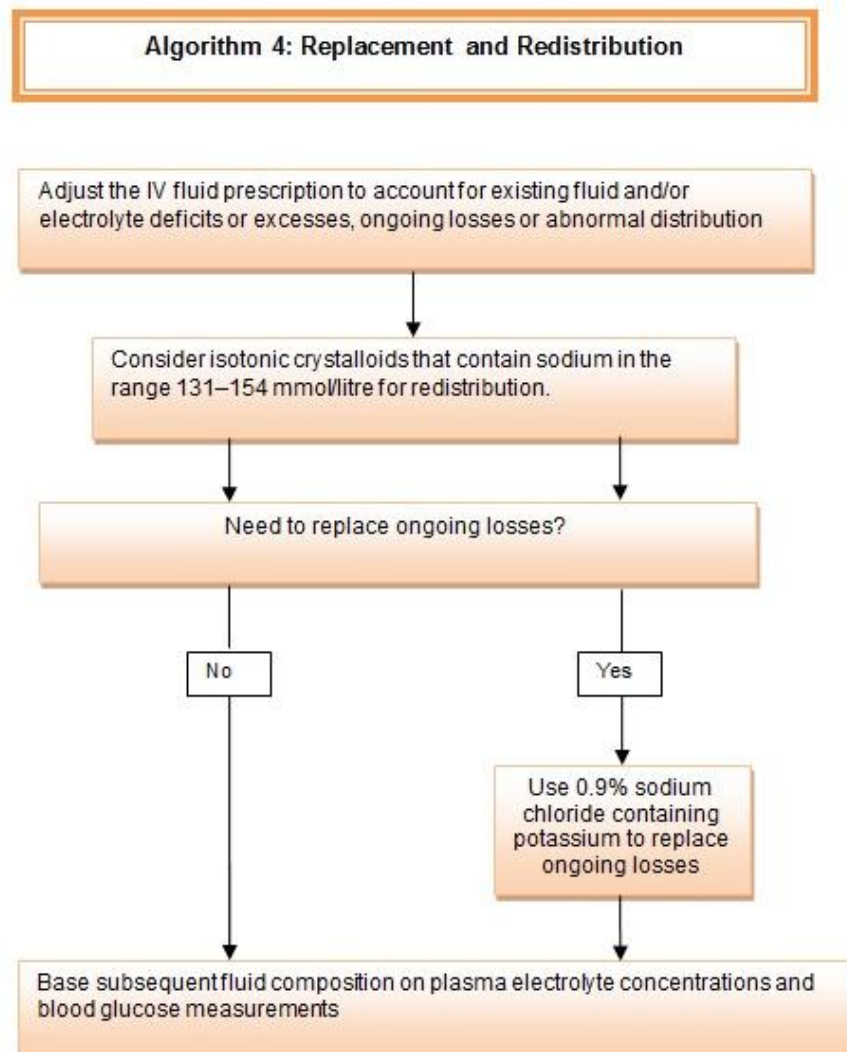 Algorithm 4: Replacement and Redistribution
Adjust the IV fluid prescription to account for existing fluid and/or
electrolyte deficits or excesses, ongoing losses or abnormal distribution
Consider isotonic crystalloids that contain sodium in the
range 131–154 mmol/litre for redistribution.
Need to replace ongoing losses?
No
Yes
Use 0.9% sodium
chloride containing
potassium to replace
ongoing losses
Base subsequent fluid composition on plasma electrolyte concentrations and
blood glucose measurements